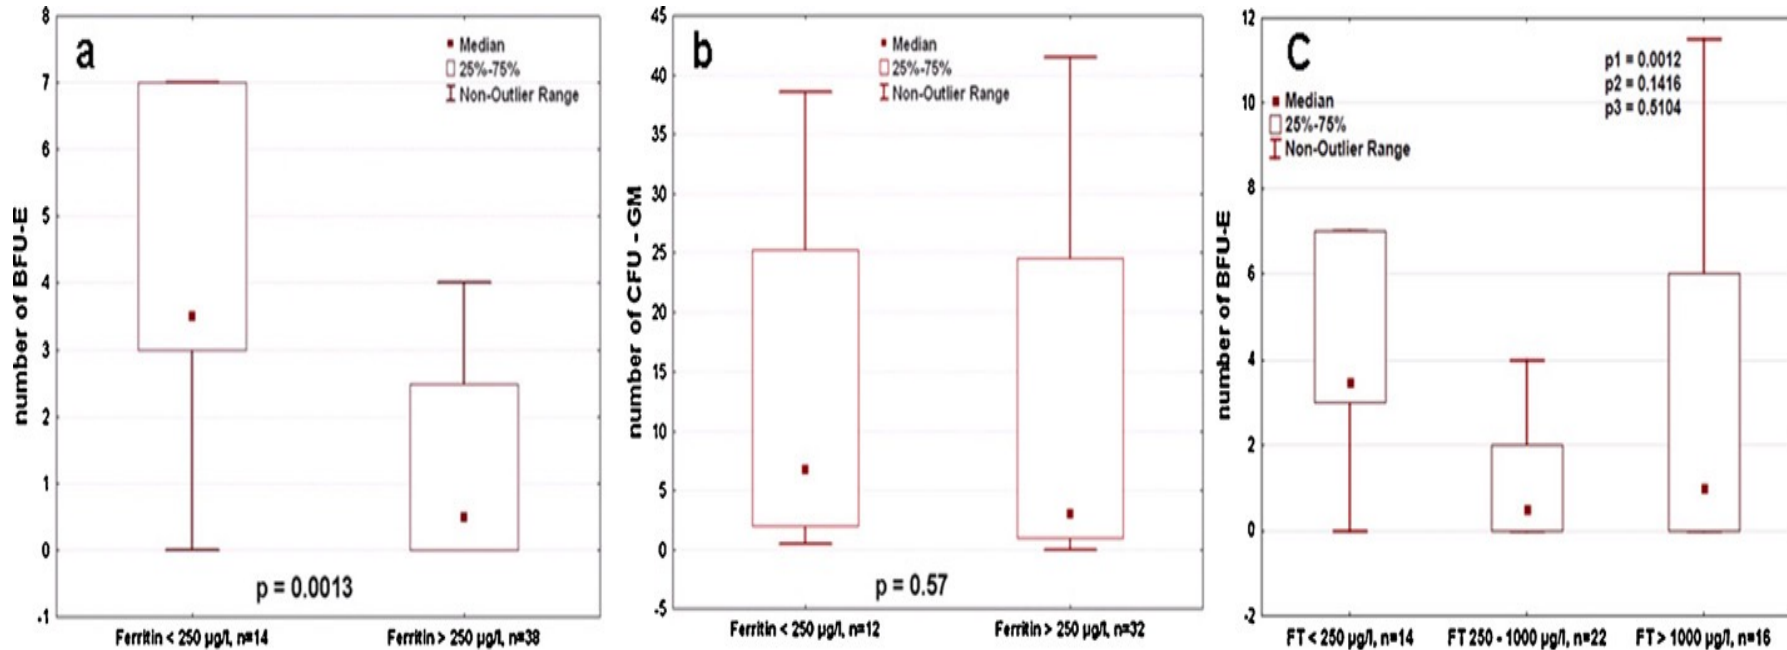 a
Median
25%-75%
Non-Outlier Range
number of BFU-E
8
7
6
5
4
3
2
1
0
-1
p = 0.0013
Ferritin < 250 µg/l, n=14
Ferritin > 250 µg/l, n=38
b
Median
25%-75%
Non-Outlier Range
number of CFU - GM
45
40
35
30
25
20
15
10
5
0
-5
p = 0.57
Ferritin < 250 µg/l, n=12
Ferritin > 250 µg/l, n=32
C
p1 = 0.0012
p2 = 0.1416
p3 = 0.5104
Median
25%-75%
Non-Outlier Range
number of BFU-E
12
10
8
6
4
2
0
-2
FT < 250 µg/l, n=14
FT 250 - 1000 µg/l, n=22
FT > 1000 µg/l, n=16